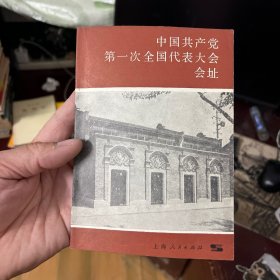 中国共产党
第一次全国代表大会
会址
上海人民出版社